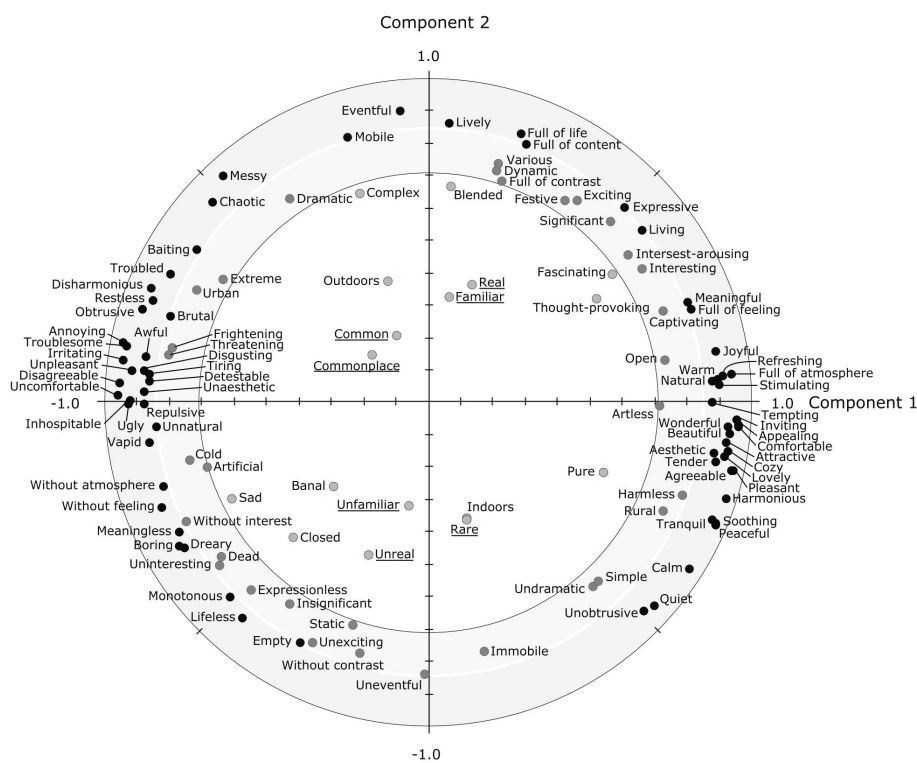 Component 2
1.0
Eventful
Lively
Mobile
Full of life
Full of content
Various
Dynamic
Full of contrast
Messy
Dramatic
Complex
Blended
Festive
Exciting
Chaotic
Expressive
Significant
Living
Baiting
Intersest-arousing
Troubled
Interesting
Disharmonious
Extreme
Outdoors
Real
Fascinating
Restless
Urban
Familiar
Meaningful
Obtrusive
Brutal
Thought-provoking
Full of feeling
Captivating
Annoying
Awful
Frightening
Common
Troublesome
Threatening
Irritating
Disgusting
Joyful
Unpleasant
Tiring
Commonplace
Open
Refreshing
Disagreeable
Detestable
Warm
Full of atmosphere
Uncomfortable
Unaesthetic
Natural
Stimulating
-1.0
1.0
Component 1
Inhospitable
Ugly
Repulsive
Artless
Tempting
Unnatural
Wonderful
Inviting
Vapid
Beautiful
Appealing
Comfortable
Cold
Aesthetic
Attractive
Artificial
Tender
Cozy
Pure
Agreeable
Lovely
Without atmosphere
Banal
Pleasant
Sad
Harmless
Harmonious
Without feeling
Unfamiliar
Indoors
Rural
Without interest
Rare
Tranquil
Soothing
Meaningless
Closed
Peaceful
Boring
Dreary
Uninteresting
Dead
Unreal
Calm
Expressionless
Undramatic
Simple
Monotonous
Insignificant
Quiet
Lifeless
Static
Unobtrusive
Empty
Unexciting
Immobile
Without contrast
Uneventful
-1.0